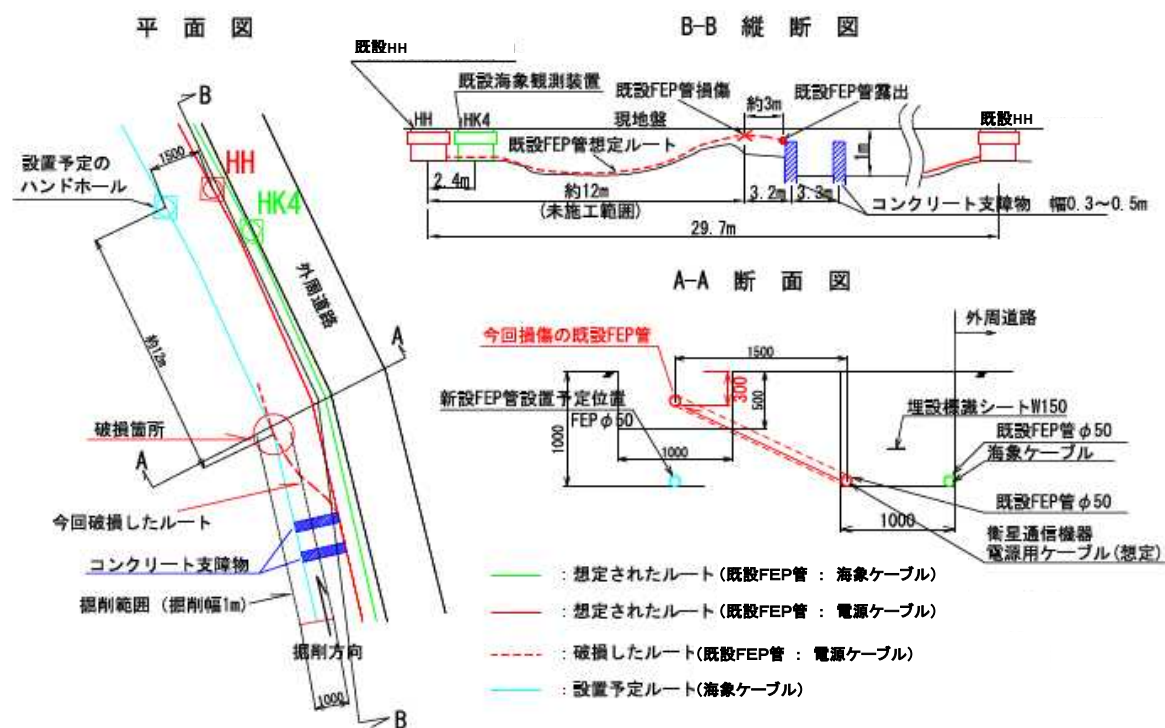 平 面 図
B
1500
設置予定の
ハンドホール
HH
HK4
外周道路
約12m
A
破損箇所
A
今回破損したルート
コンクリート支障物
掘削範囲 (掘削幅1m)
掘削方向
1000
B
B-B 縦 断 図
既設HH
既設海象観測装置
既設FEP管損傷
約3m
既設FEP管露出
HH
HK4
現地盤
既設HH
既設FEP管想定ルート
1m
2.4m
約12m
(未施工範囲)
3.2m
3.3m
コンクリート支障物 幅0.3~0.5m
29.7m
A-A 断 面 図
外周道路
今回損傷の既設FEP管
1500
300
500
新設FEP管設置予定位置
FEPφ50
1000
1000
埋設標識シートW150
既設FEP管φ50
海象ケーブル
既設FEP管φ50
1000
衛星通信機器
電源用ケーブル(想定)
:想定されたルート(既設FEP管 : 海象ケーブル)
:想定されたルート(既設FEP管 : 電源ケーブル)
:破損したルート(既設FEP管 : 電源ケーブル)
:設置予定ルート(海象ケーブル)